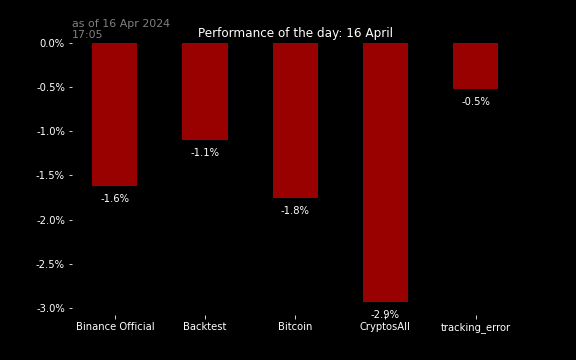 as of 16 Apr 2024
17:05
Performance of the day: 16 April
0.0%
-0.5%
-1.0%
-1.5%
-2.0%
-2.5%
-3.0%
-1.6%
-1.1%
-1.8%
-2.9%
-0.5%
Binance Official
Backtest
Bitcoin
CryptosAll
tracking_error